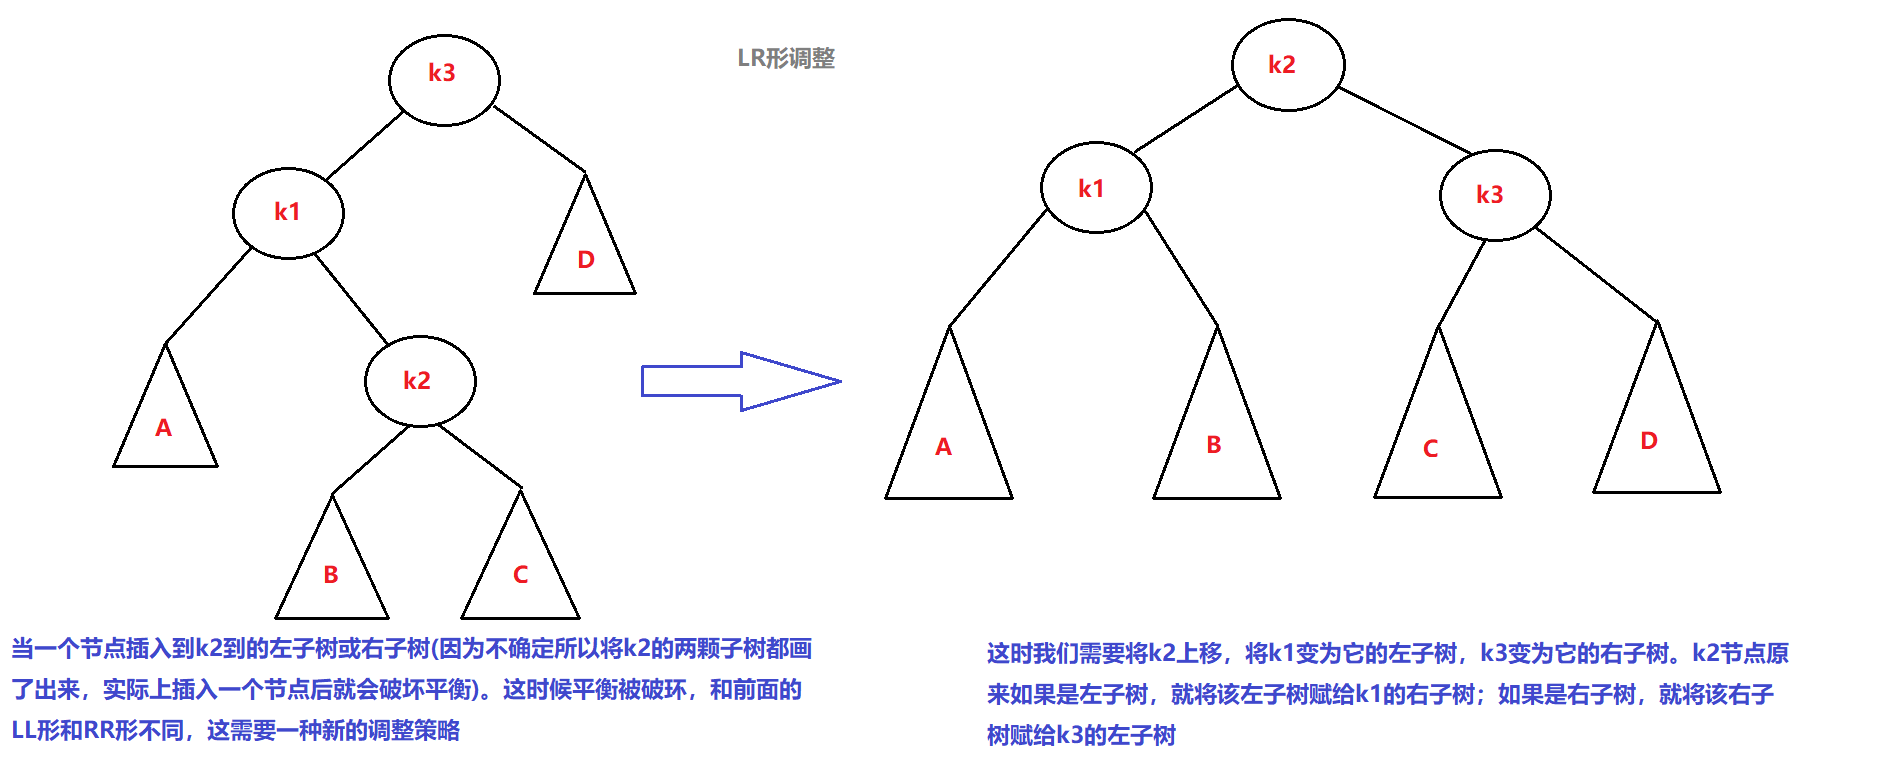 LR形调整
k3
k1
D
A
k2
B
C
k2
k1
k3
A
B
C
D
当一个节点插入到k2到的左子树或右子树(因为不确定所以将k2的两颗子树都画
了出来，实际上插入一个节点后就会破坏平衡)。这时候平衡被破环，和前面的
LL形和RR形不同，这需要一种新的调整策略
这时我们需要将k2上移，将k1变为它的左子树，k3变为它的右子树。k2节点原
来如果是左子树，就将该左子树赋给k1的右子树；如果是右子树，就将该右子
树赋给k3的左子树